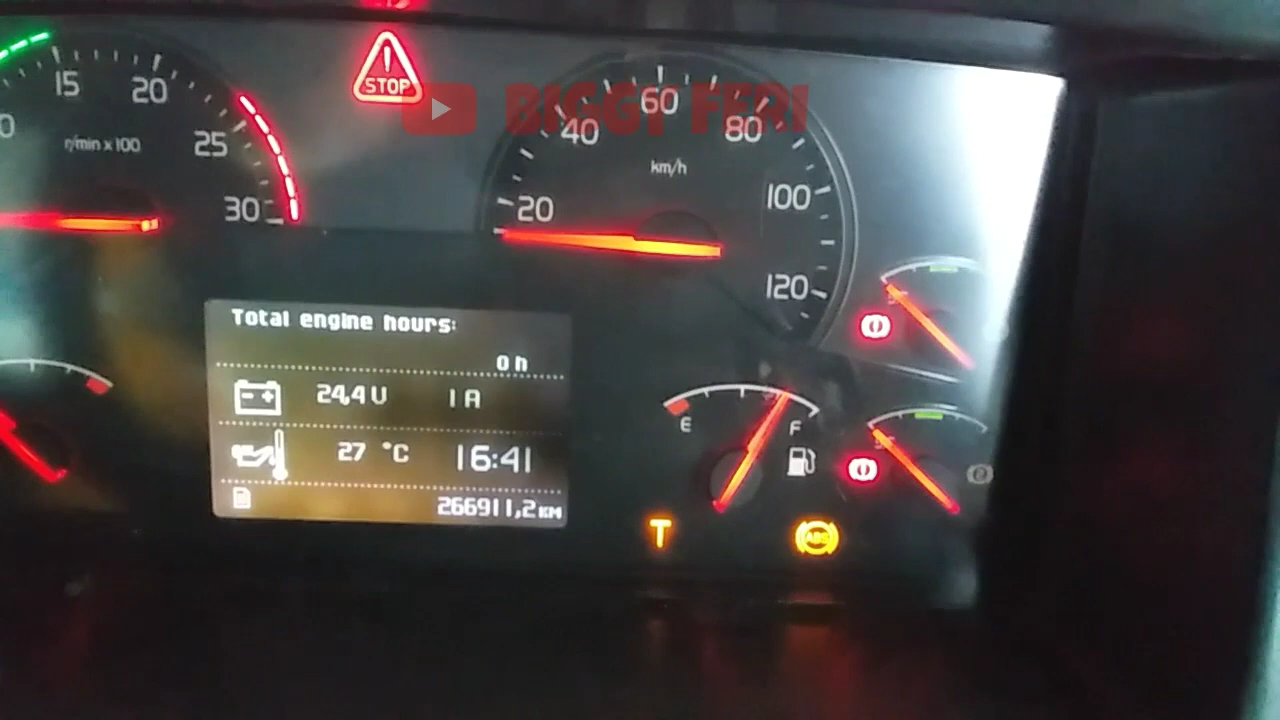 15
20
25
30
r/min x 100
STOP
BIGGY FERI
20
40
60
80
100
120
km/h
Total engine hours:
0 h
24,4 V 1 A
27 °C 16:41
266911,2 KM
E
F
T
ABS